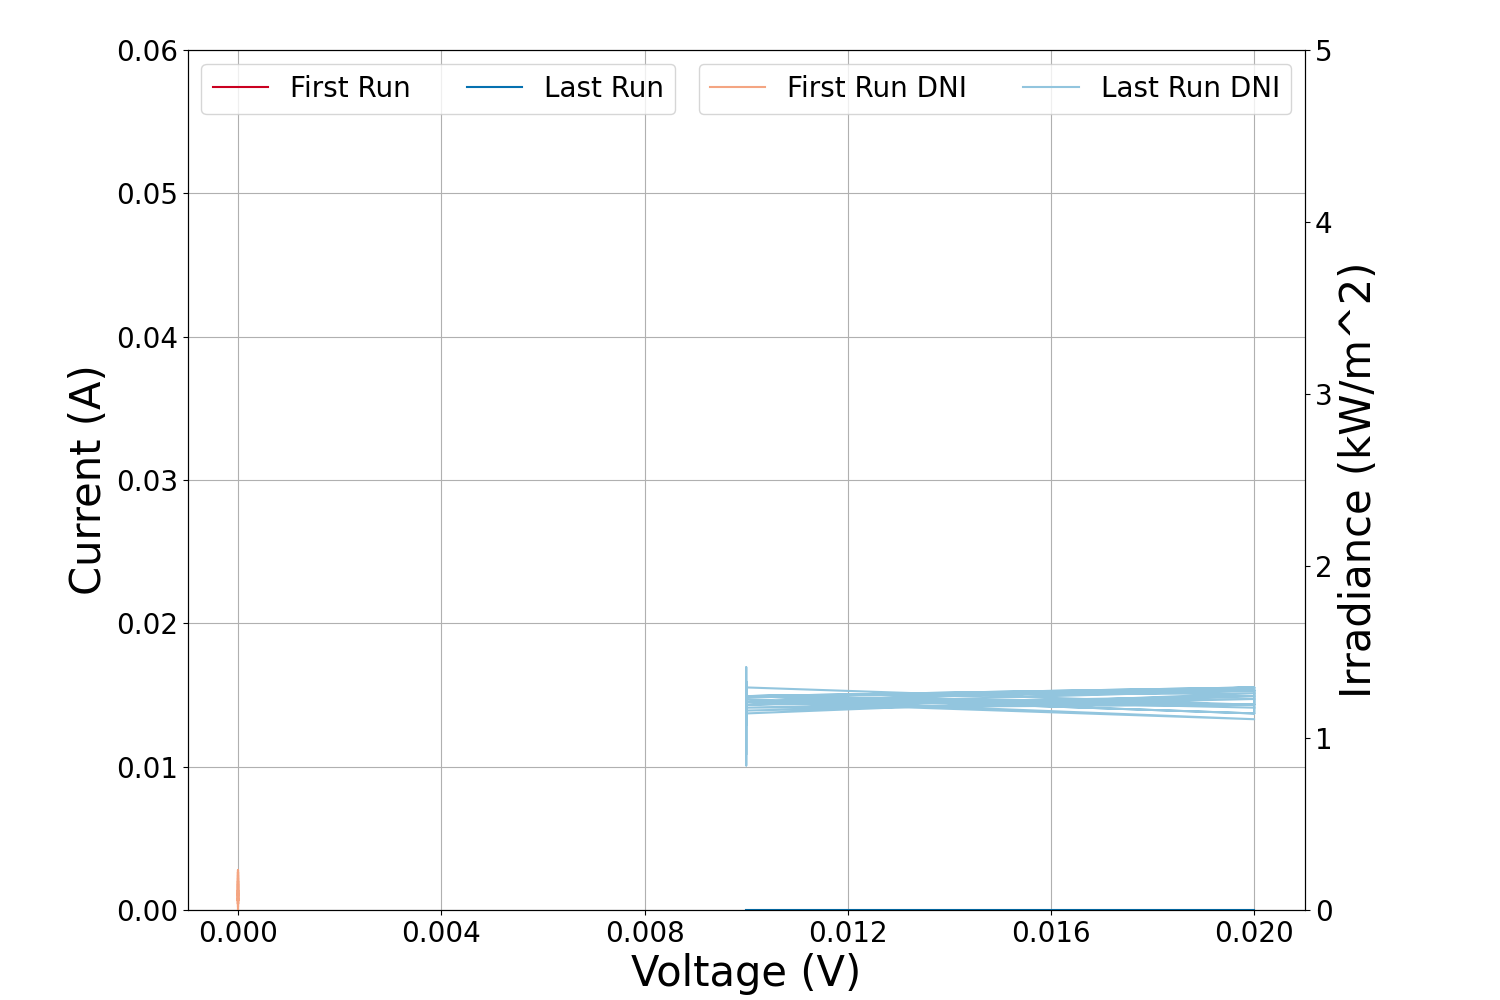 First Run
Last Run
First Run DNI
Last Run DNI
0.06
0.05
0.04
0.03
0.02
0.01
0.00
Current (A)
5
4
3
2
1
0
Irradiance (kW/m^2)
0.000 0.004 0.008 0.012 0.016 0.020
Voltage (V)